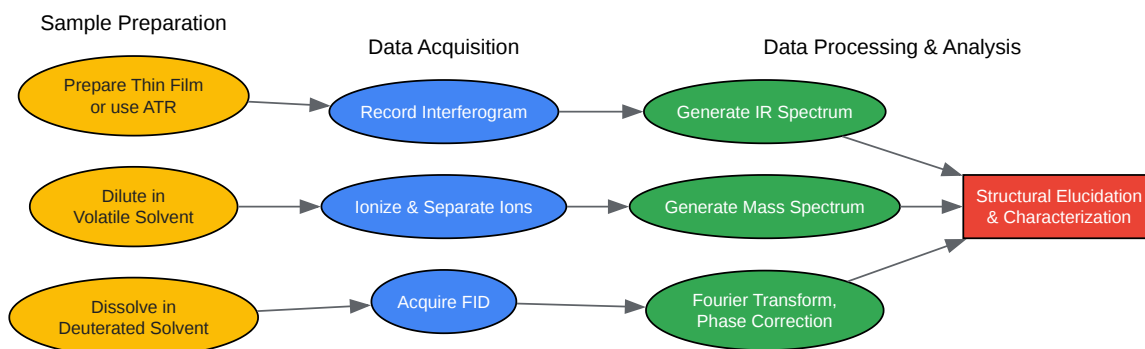 Sample Preparation
Data Acquisition
Data Processing & Analysis
Prepare Thin Film
or use ATR
Record Interferogram
Generate IR Spectrum
Dilute in
Volatile Solvent
Ionize & Separate Ions
Generate Mass Spectrum
Structural Elucidation
& Characterization
Dissolve in
Deuterated Solvent
Acquire FID
Fourier Transform,
Phase Correction